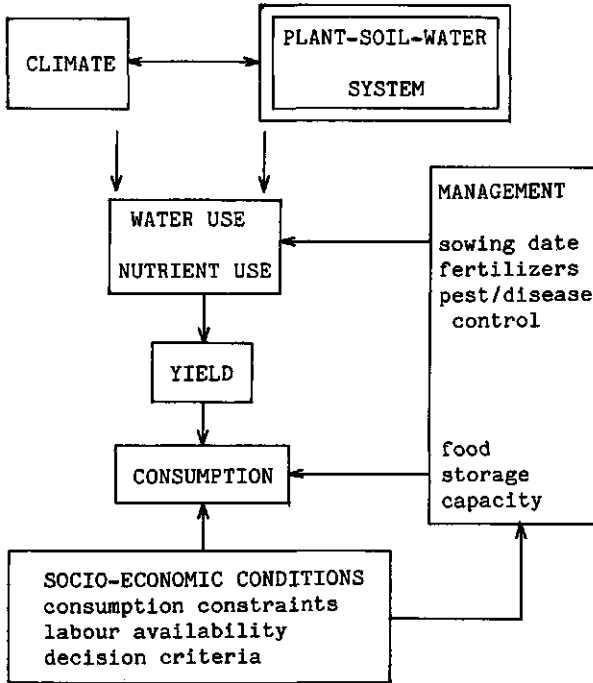 CLIMATE
PLANT-SOIL-WATER
SYSTEM
WATER USE
NUTRIENT USE
MANAGEMENT
sowing date
fertilizers
pest/disease
control
YIELD
food
storage
capacity
CONSUMPTION
SOCIO-ECONOMIC CONDITIONS
consumption constraints
labour availability
decision criteria